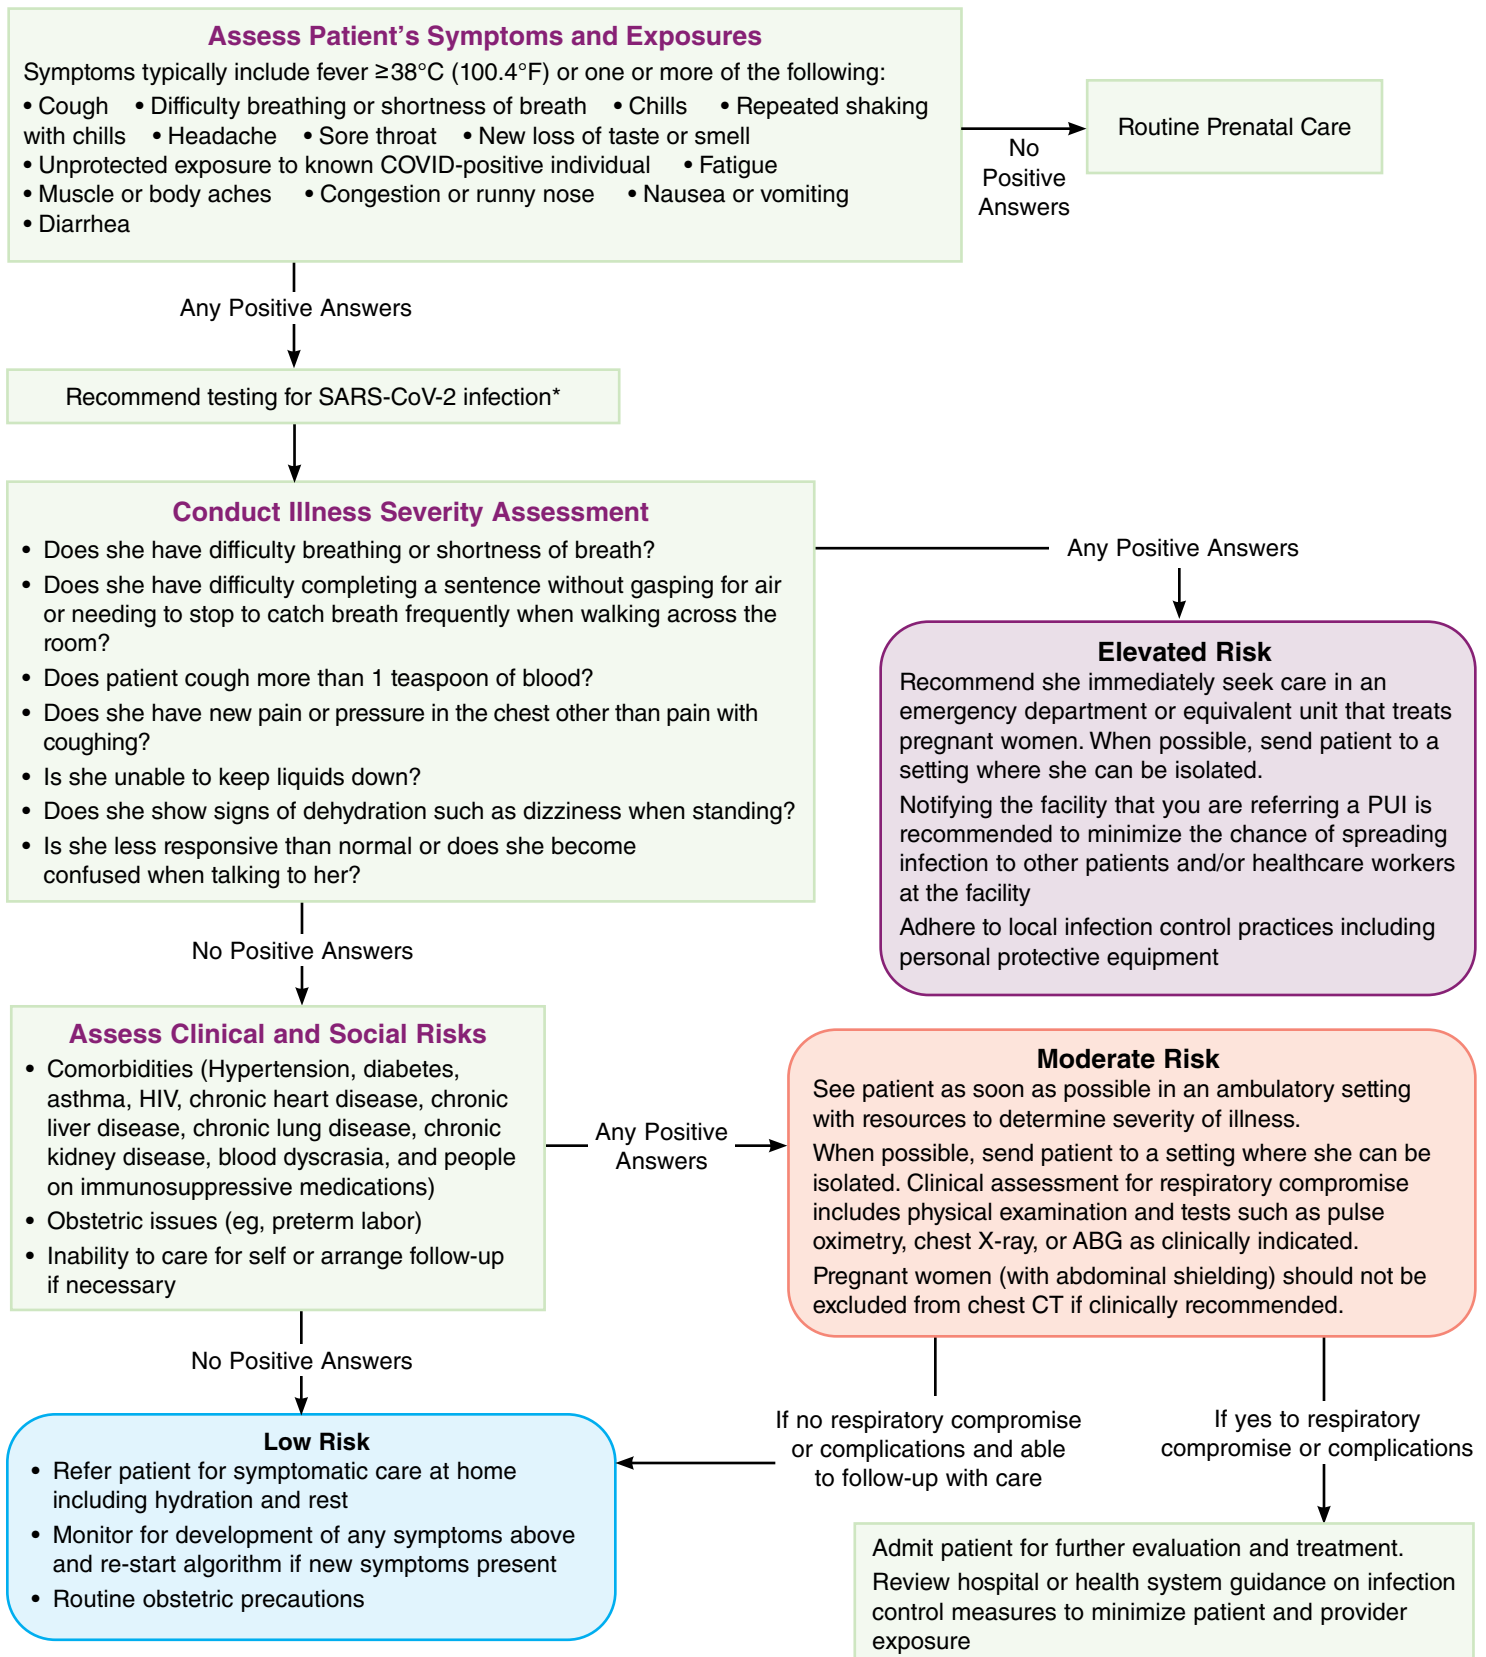 Assess Patient’s Symptoms and Exposures
Symptoms typically include fever ≥38°C (100.4°F) or one or more of the following:
• Cough • Difficulty breathing or shortness of breath • Chills • Repeated shaking
with chills • Headache • Sore throat • New loss of taste or smell
• Unprotected exposure to known COVID-positive individual • Fatigue
• Muscle or body aches • Congestion or runny nose • Nausea or vomiting
• Diarrhea
No
Positive
Answers
Routine Prenatal Care
Any Positive Answers
Recommend testing for SARS-CoV-2 infection*
Conduct Illness Severity Assessment
• Does she have difficulty breathing or shortness of breath?
• Does she have difficulty completing a sentence without gasping for air
or needing to stop to catch breath frequently when walking across the
room?
• Does patient cough more than 1 teaspoon of blood?
• Does she have new pain or pressure in the chest other than pain with
coughing?
• Is she unable to keep liquids down?
• Does she show signs of dehydration such as dizziness when standing?
• Is she less responsive than normal or does she become
confused when talking to her?
Any Positive Answers
Elevated Risk
Recommend she immediately seek care in an
emergency department or equivalent unit that treats
pregnant women. When possible, send patient to a
setting where she can be isolated.
Notifying the facility that you are referring a PUI is
recommended to minimize the chance of spreading
infection to other patients and/or healthcare workers
at the facility
Adhere to local infection control practices including
personal protective equipment
No Positive Answers
Assess Clinical and Social Risks
• Comorbidities (Hypertension, diabetes,
asthma, HIV, chronic heart disease, chronic
liver disease, chronic lung disease, chronic
kidney disease, blood dyscrasia, and people
on immunosuppressive medications)
• Obstetric issues (eg, preterm labor)
• Inability to care for self or arrange follow-up
if necessary
Any Positive
Answers
Moderate Risk
See patient as soon as possible in an ambulatory setting
with resources to determine severity of illness.
When possible, send patient to a setting where she can be
isolated. Clinical assessment for respiratory compromise
includes physical examination and tests such as pulse
oximetry, chest X-ray, or ABG as clinically indicated.
Pregnant women (with abdominal shielding) should not be
excluded from chest CT if clinically recommended.
No Positive Answers
If no respiratory compromise
or complications and able
to follow-up with care
If yes to respiratory
compromise or complications
Low Risk
• Refer patient for symptomatic care at home
including hydration and rest
• Monitor for development of any symptoms above
and re-start algorithm if new symptoms present
• Routine obstetric precautions
Admit patient for further evaluation and treatment.
Review hospital or health system guidance on infection
control measures to minimize patient and provider
exposure